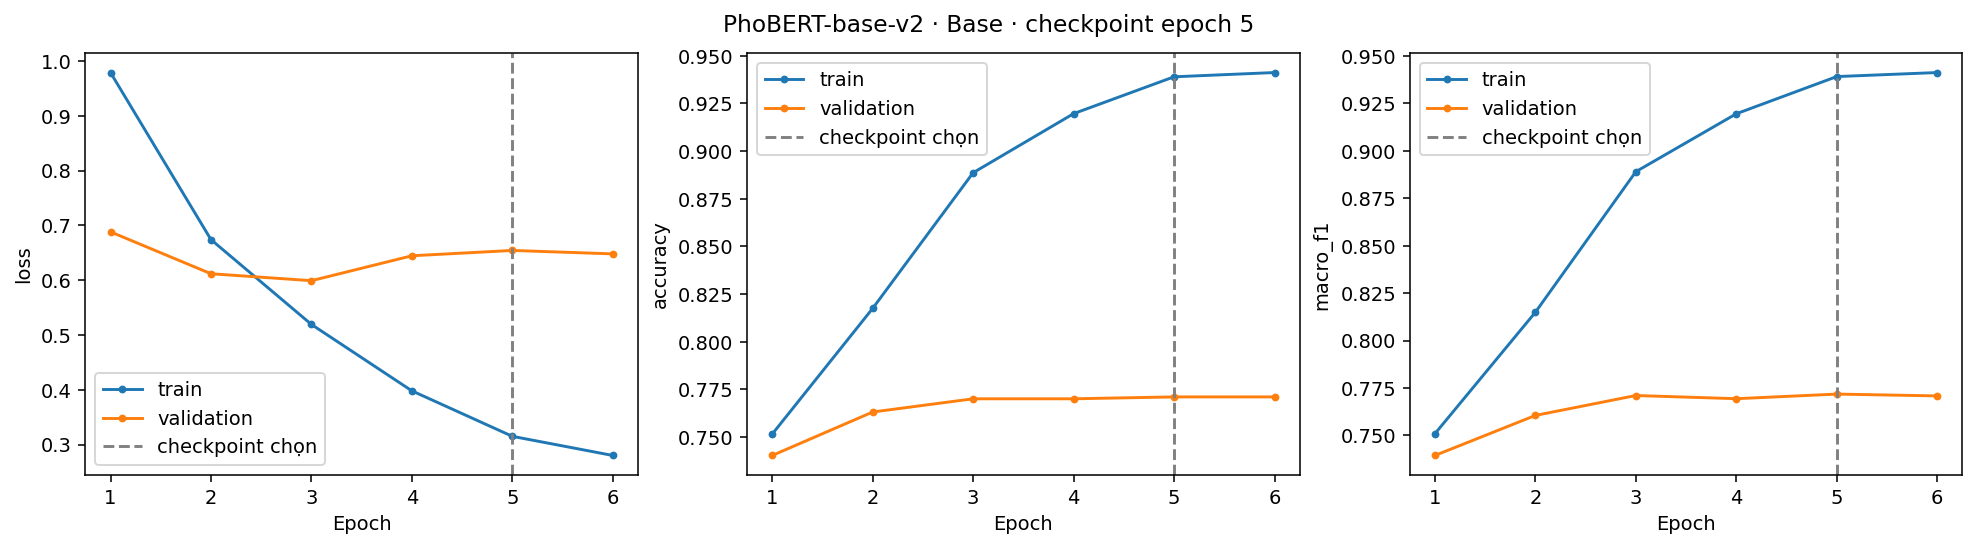 PhoBERT-base-v2 · Base · checkpoint epoch 5
loss
1.0
0.9
0.8
0.7
0.6
0.5
0.4
0.3
train
validation
checkpoint chọn
1 2 3 4 5 6
Epoch
accuracy
0.950
0.925
0.900
0.875
0.850
0.825
0.800
0.775
0.750
train
validation
checkpoint chọn
1 2 3 4 5 6
Epoch
macro_f1
0.950
0.925
0.900
0.875
0.850
0.825
0.800
0.775
0.750
train
validation
checkpoint chọn
1 2 3 4 5 6
Epoch